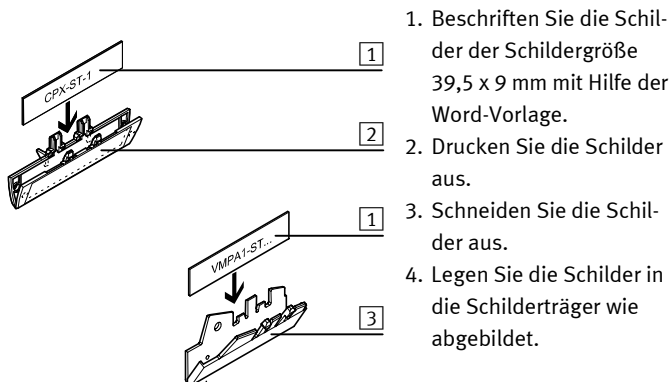 1
CPX-ST-1
2
1
VMPA1-ST...
3
1. Beschriften Sie die Schil-
der der Schildergröße
39,5 x 9 mm mit Hilfe der
Word-Vorlage.
2. Drucken Sie die Schilder
aus.
3. Schneiden Sie die Schil-
der aus.
4. Legen Sie die Schilder in
die Schilderträger wie
abgebildet.